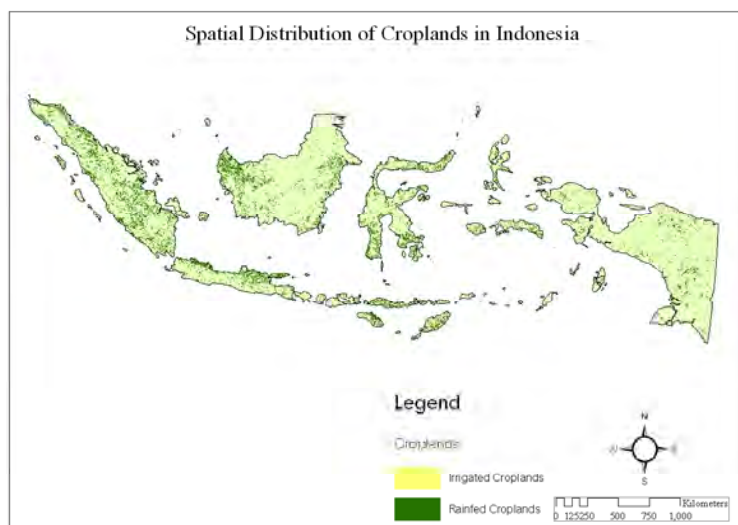 Spatial Distribution of Croplands in Indonesia
Legend
Croplands
Irrigated Croplands
Rainfed Croplands
N
W E
S
Kilometers
0 125250 500 750 1,000